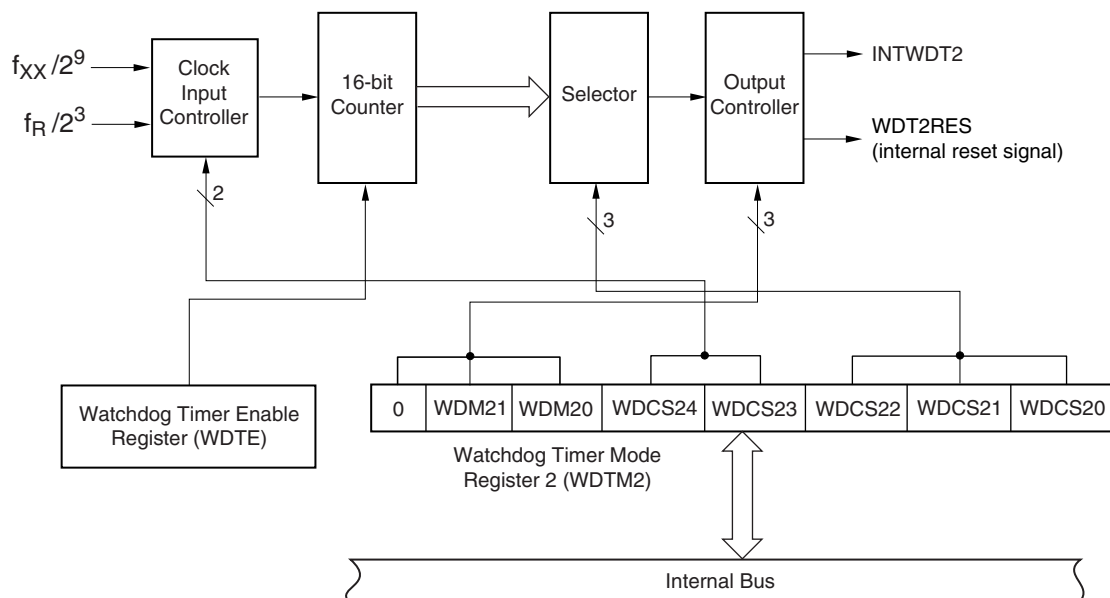 f_XX/2^9
f_R/2^3
Clock
Input
Controller
16-bit
Counter
Selector
Output
Controller
INTWDT2
WDT2RES
(internal reset signal)
2
3
3
Watchdog Timer Enable
Register (WDTE)
0 WDM21 WDM20 WDCS24 WDCS23 WDCS22 WDCS21 WDCS20
Watchdog Timer Mode
Register 2 (WDTM2)
Internal Bus